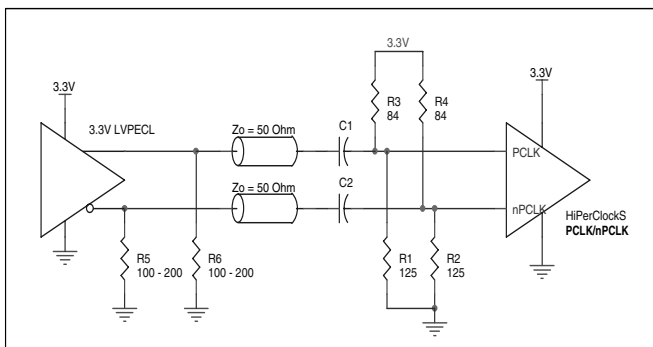 3.3V
3.3V
3.3V
3.3V LVPECL
R3
84
R4
84
Zo = 50 Ohm
C1
PCLK
Zo = 50 Ohm
C2
nPCLK
HiPerClockS
PCLK/nPCLK
R5
100 - 200
R6
100 - 200
R1
125
R2
125